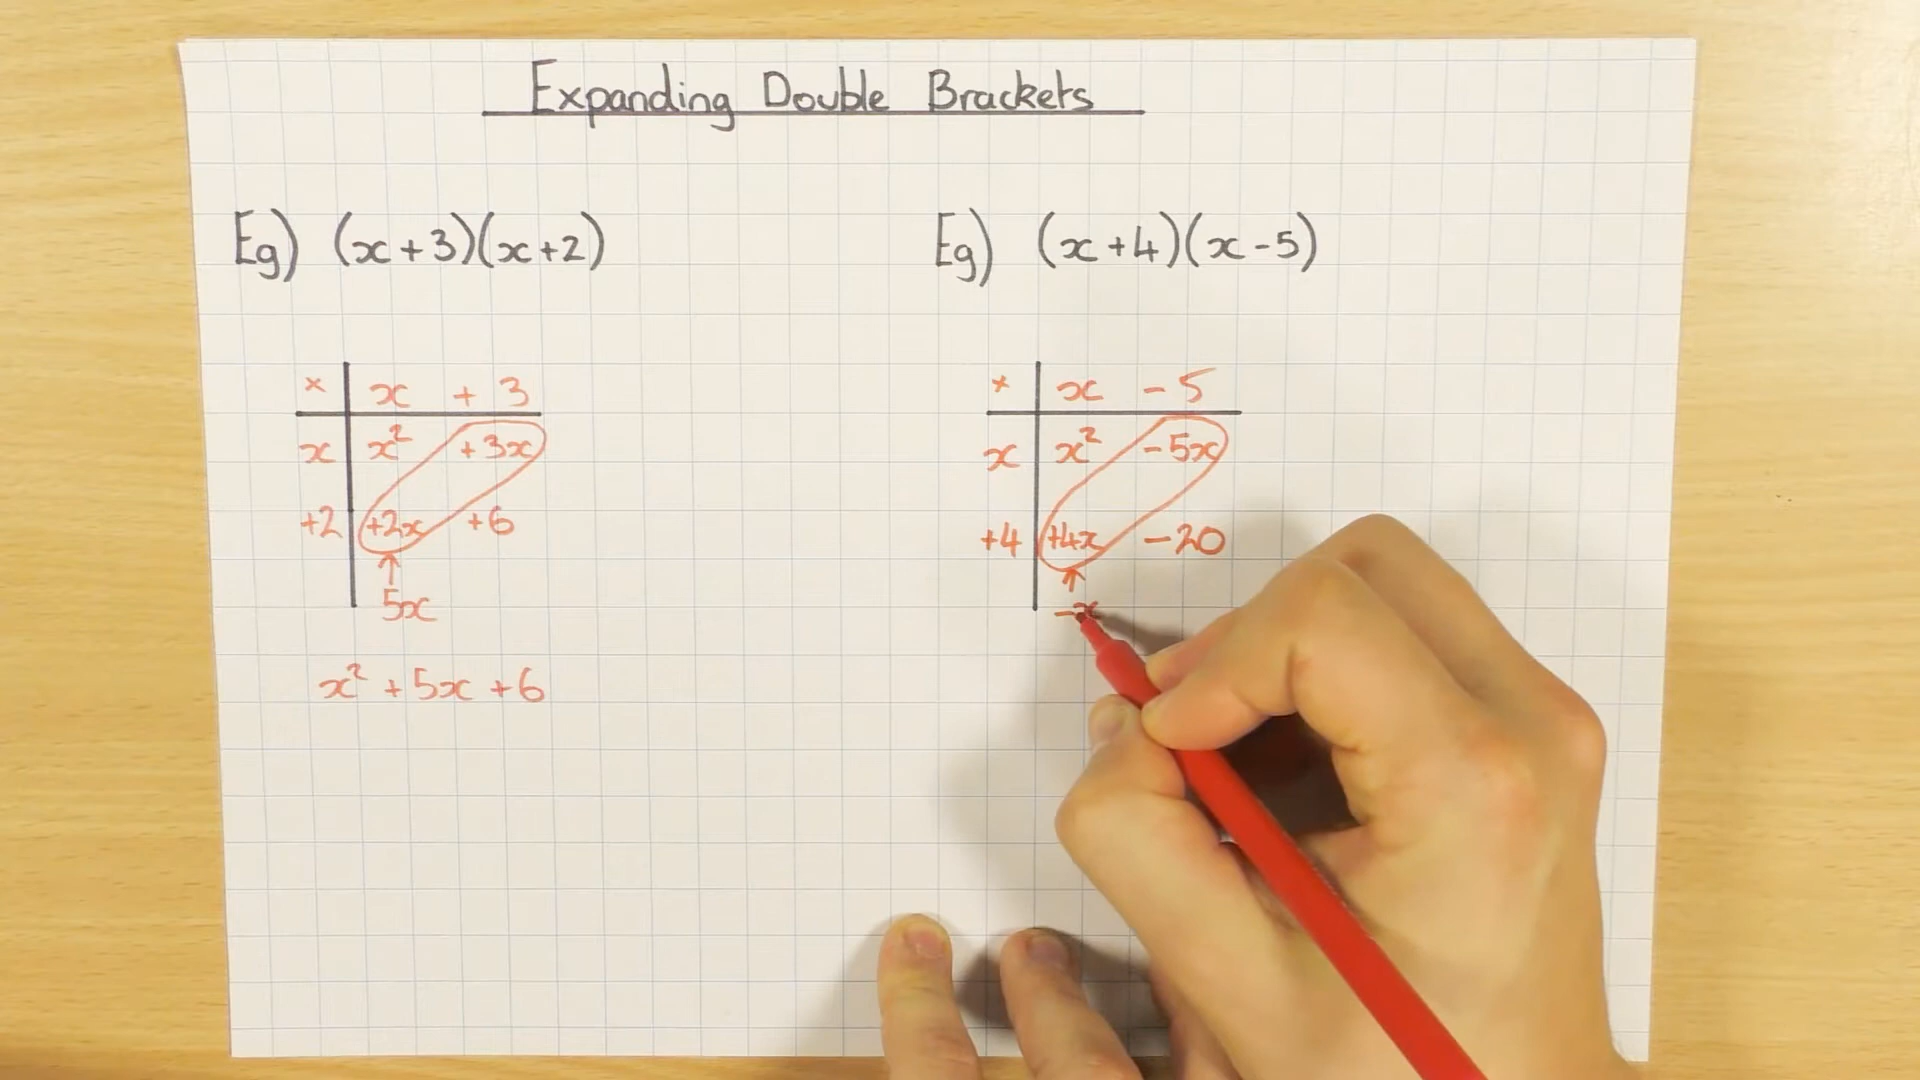 Expanding Double Brackets
Eg) (x+3)(x+2)
× x + 3
x x² +3x
+2 +2x +6
↑
5x
x² +5x +6
Eg) (x+4)(x-5)
× x - 5
x x² -5x
+4 +4x -20
↑
-x